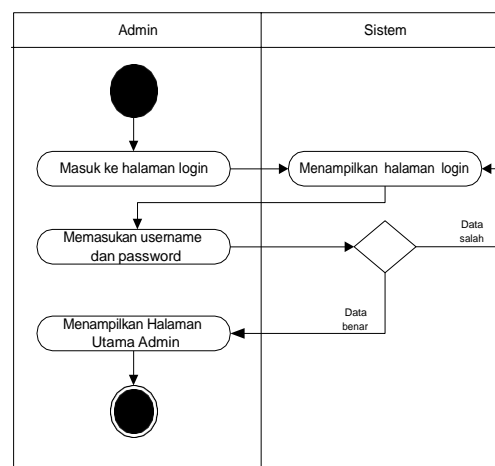 Admin
Sistem
Masuk ke halaman login
Menampilkan halaman login
Memasukan username
dan password
Data
salah
Data
benar
Menampilkan Halaman
Utama Admin